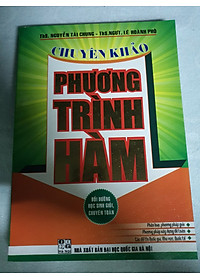 ThS. NGUYỄN TÀI CHUNG - ThS.NGƯT. LÊ HOÀNH PHÒ
CHUYÊN KHẢO
PHƯƠNG
TRÌNH
HÀM
BỒI DƯỠNG
HỌC SINH GIỎI,
CHUYÊN TOÁN
NHÀ XUẤT BẢN ĐẠI HỌC QUỐC GIA HÀ NỘI